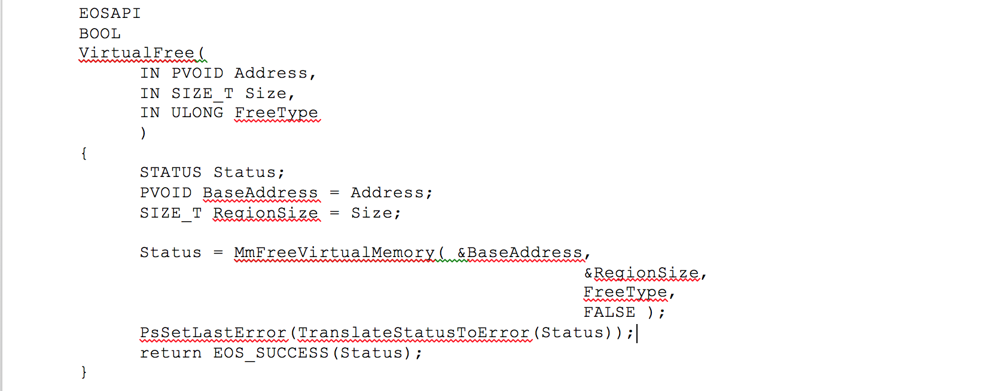 EOSAPI
BOOL
VirtualFree(
IN PVOID Address,
IN SIZE_T Size,
IN ULONG FreeType
)
{
STATUS Status;
PVOID BaseAddress = Address;
SIZE_T RegionSize = Size;
Status = MmFreeVirtualMemory( &BaseAddress,
&RegionSize,
FreeType,
FALSE );
PsSetLastError(TranslateStatusToError(Status));
return EOS_SUCCESS(Status);
}